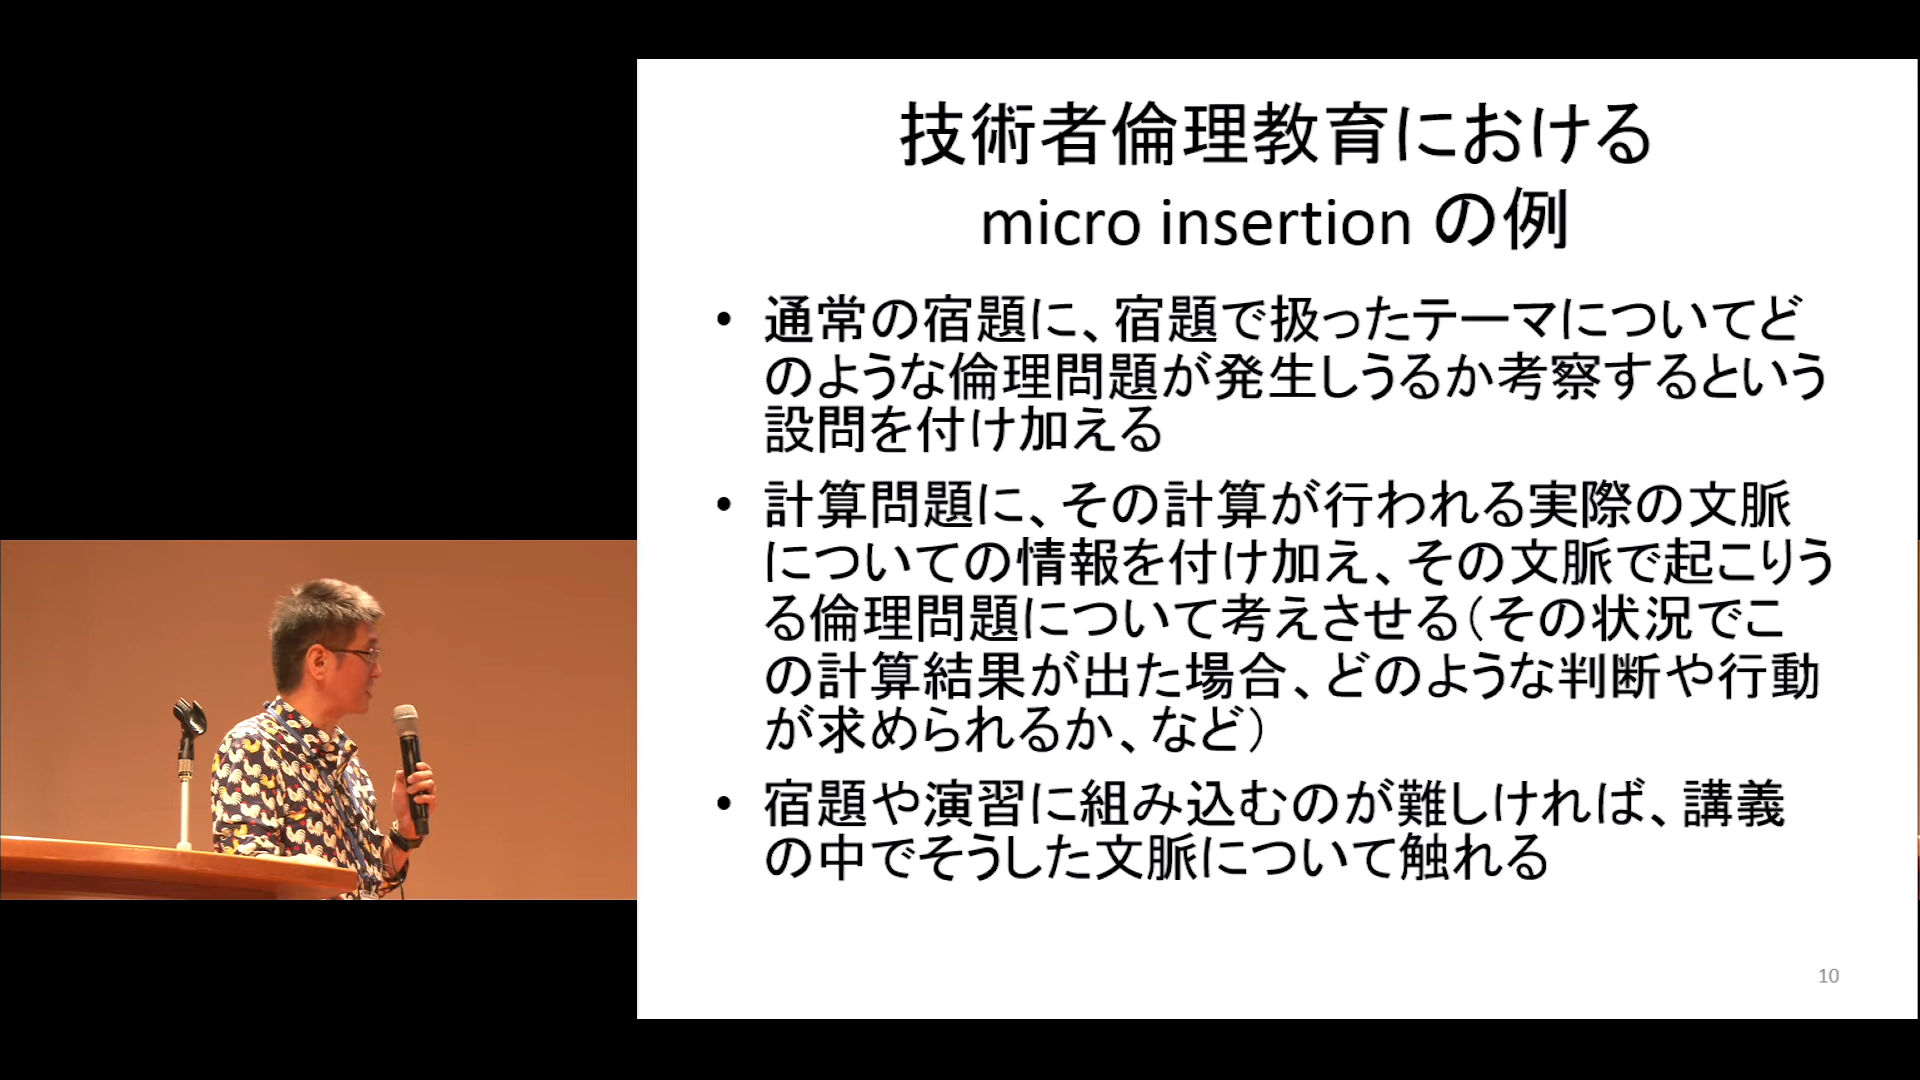 技術者倫理教育における
micro insertion の例
• 通常の宿題に、宿題で扱ったテーマについてど
のような倫理問題が発生しうるか考察するという
設問を付け加える
• 計算問題に、その計算が行われる実際の文脈
についての情報を付け加え、その文脈で起こりう
る倫理問題について考えさせる(その状況でこ
の計算結果が出た場合、どのような判断や行動
が求められるか、など)
• 宿題や演習に組み込むのが難しければ、講義
の中でそうした文脈について触れる
10